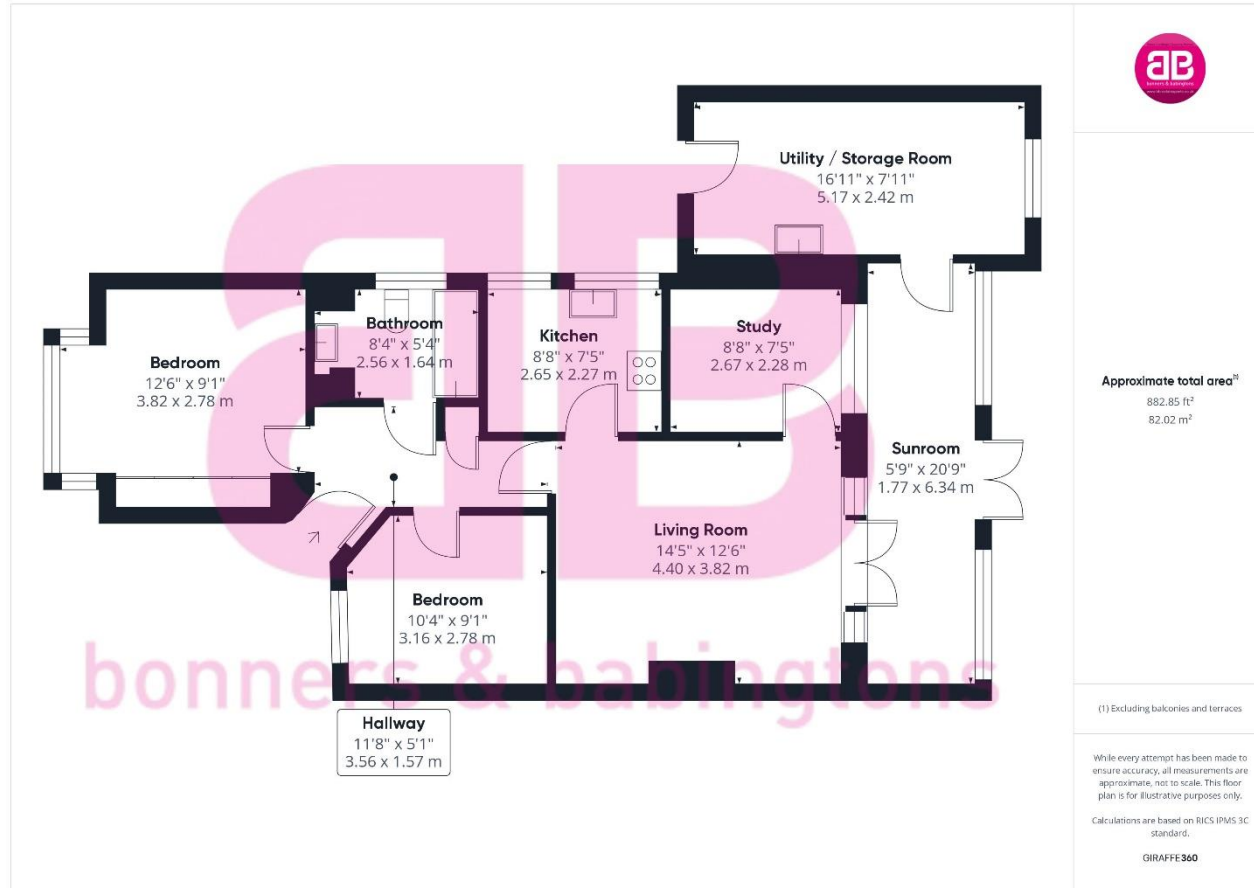 Utility / Storage Room
16'11" x 7'11"
5.17 x 2.42 m
Bedroom
12'6" x 9'1"
3.82 x 2.78 m
Bathroom
8'4" x 5'4"
2.56 x 1.64 m
Kitchen
8'8" x 7'5"
2.65 x 2.27 m
Study
8'8" x 7'5"
2.67 x 2.28 m
Sunroom
5'9" x 20'9"
1.77 x 6.34 m
Living Room
14'5" x 12'6"
4.40 x 3.82 m
Bedroom
10'4" x 9'1"
3.16 x 2.78 m
Hallway
11'8" x 5'1"
3.56 x 1.57 m
BB
bonners & babingtons
BB
bonners & babingtons
Approximate total area⁽¹⁾
882.85 ft²
82.02 m²
(1) Excluding balconies and terraces
While every attempt has been made to
ensure accuracy, all measurements are
approximate, not to scale. This floor
plan is for illustrative purposes only.
Calculations are based on RICS IPMS 3C
standard.
GIRAFFE360